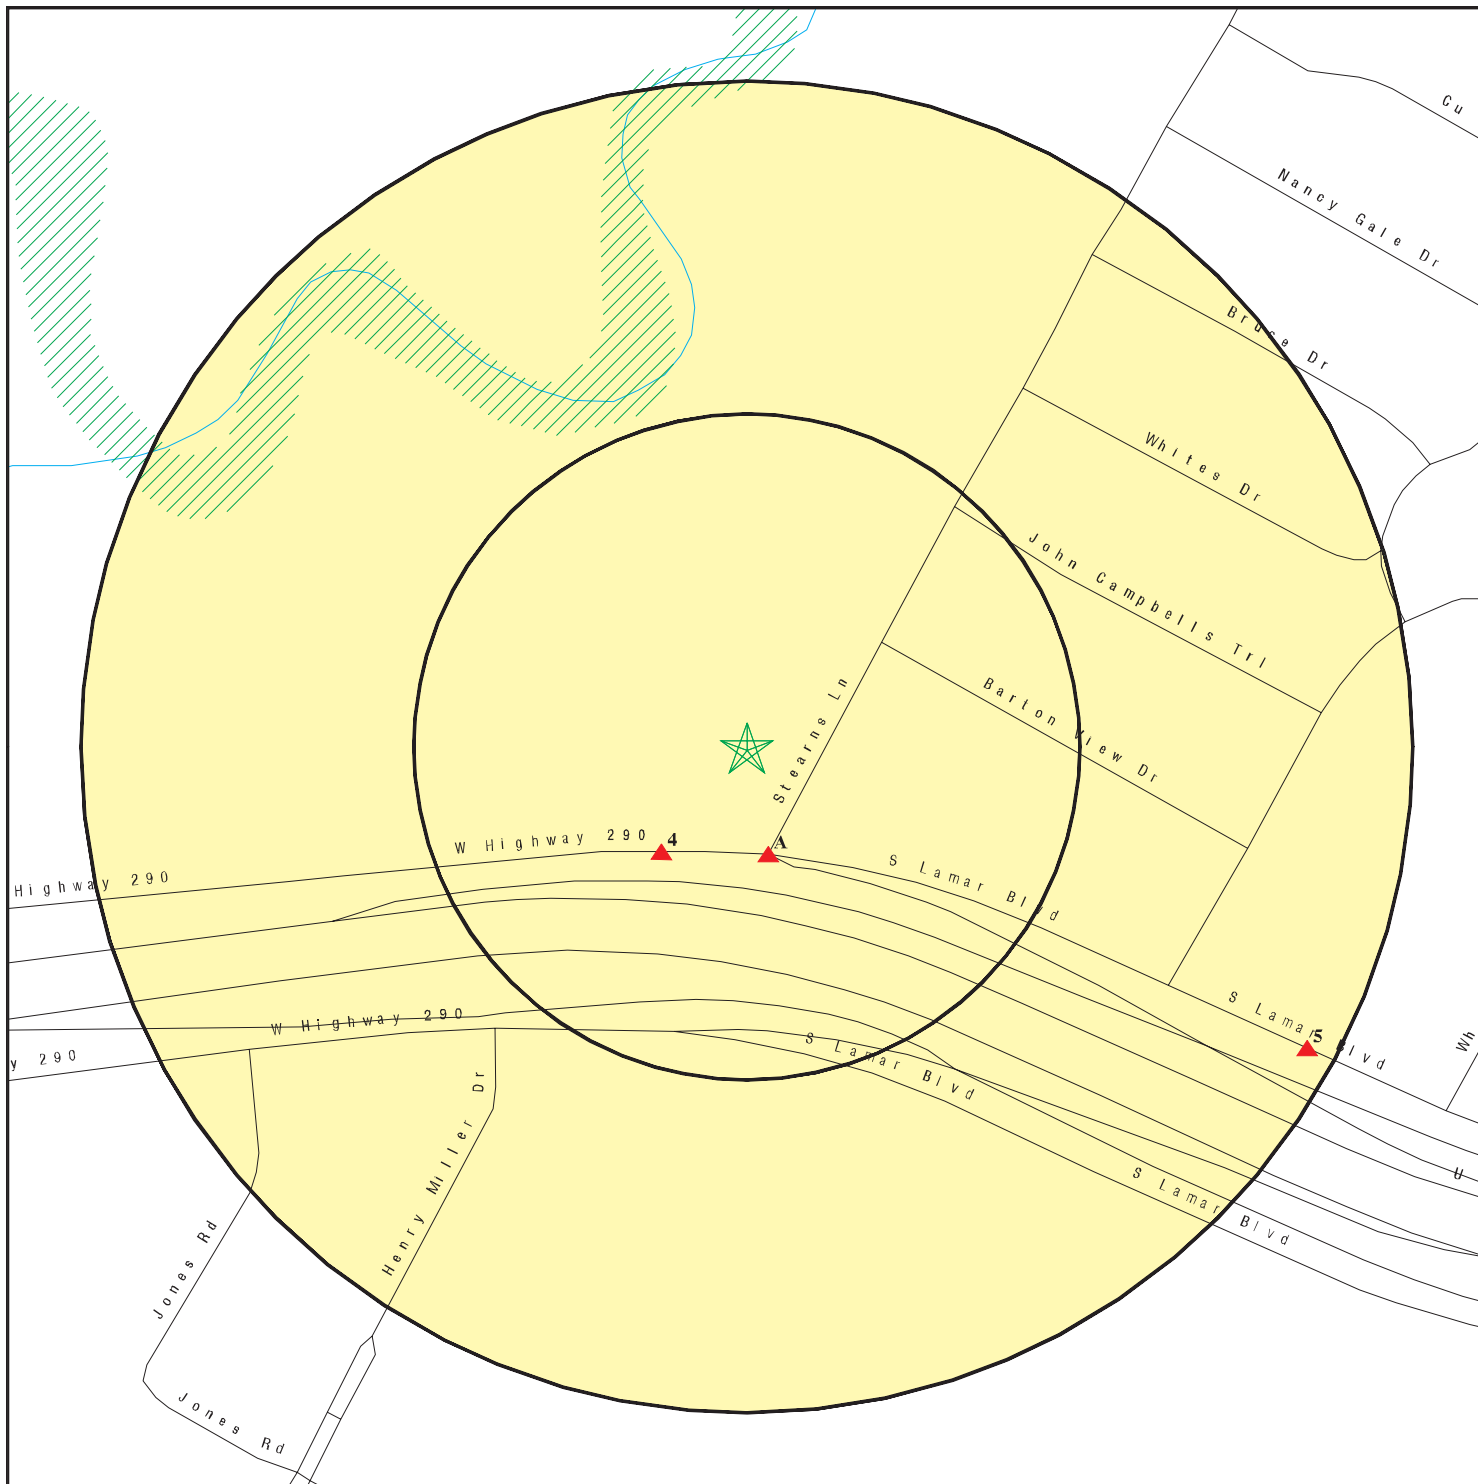 Cu
Nancy Gale Dr
Bruce Dr
Whites Dr
John Campbells Trl
Barton View Dr
Stearns Ln
W Highway 290
4
A
S Lamar Blvd
Highway 290
S Lamar Blvd
5
W Highway 290
y 290
S Lamar Blvd
Wh
Henry Miller Dr
S Lamar Blvd
U
Jones Rd
Jones Rd